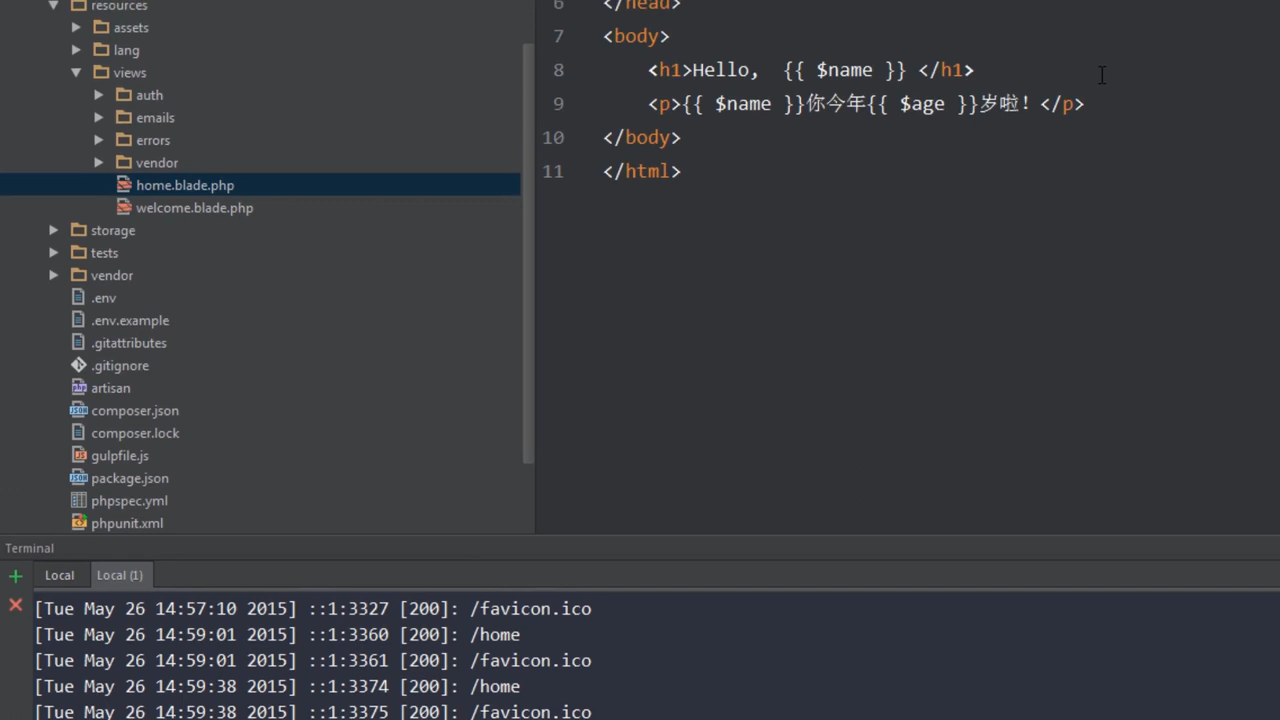 resources
assets
lang
views
auth
emails
errors
vendor
home.blade.php
welcome.blade.php
storage
tests
vendor
.env
.env.example
.gitattributes
.gitignore
artisan
composer.json
composer.lock
gulpfile.js
package.json
phpspec.yml
phpunit.xml
6 </head>
7 <body>
8 <h1>Hello,  {{ $name }} </h1>
9 <p>{{ $name }}你今年{{ $age }}岁啦！</p>
10 </body>
11 </html>
Terminal
Local Local (1)
[Tue May 26 14:57:10 2015] ::1:3327 [200]: /favicon.ico
[Tue May 26 14:59:01 2015] ::1:3360 [200]: /home
[Tue May 26 14:59:01 2015] ::1:3361 [200]: /favicon.ico
[Tue May 26 14:59:38 2015] ::1:3374 [200]: /home
[Tue May 26 14:59:38 2015] ::1:3375 [200]: /favicon.ico